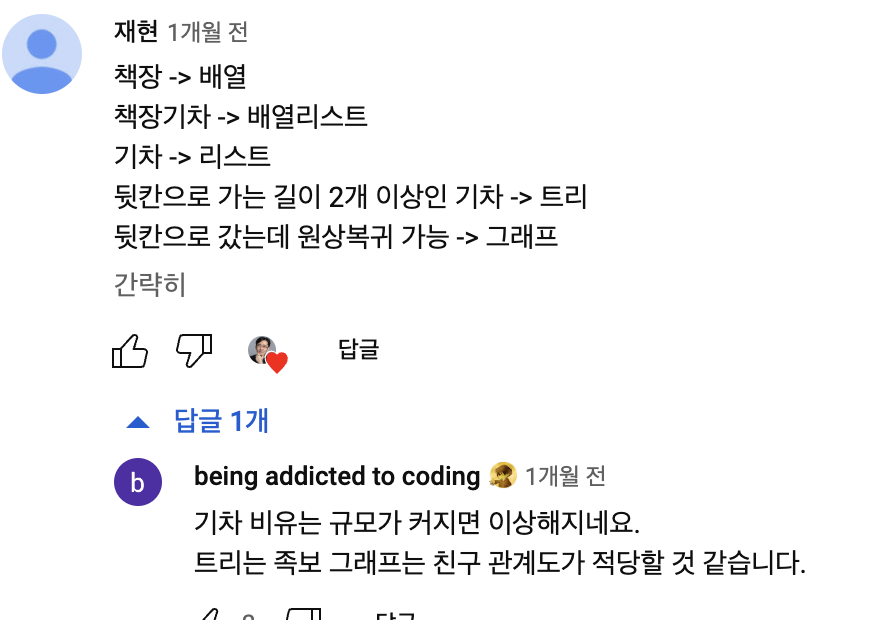 재현 1개월 전
책장 -> 배열
책장기차 -> 배열리스트
기차 -> 리스트
뒷칸으로 가는 길이 2개 이상인 기차 -> 트리
뒷칸으로 갔는데 원상복귀 가능 -> 그래프
간략히
답글
답글 1개
b
being addicted to coding 1개월 전
기차 비유는 규모가 커지면 이상해지네요.
트리는 족보 그래프는 친구 관계도가 적당할 것 같습니다.